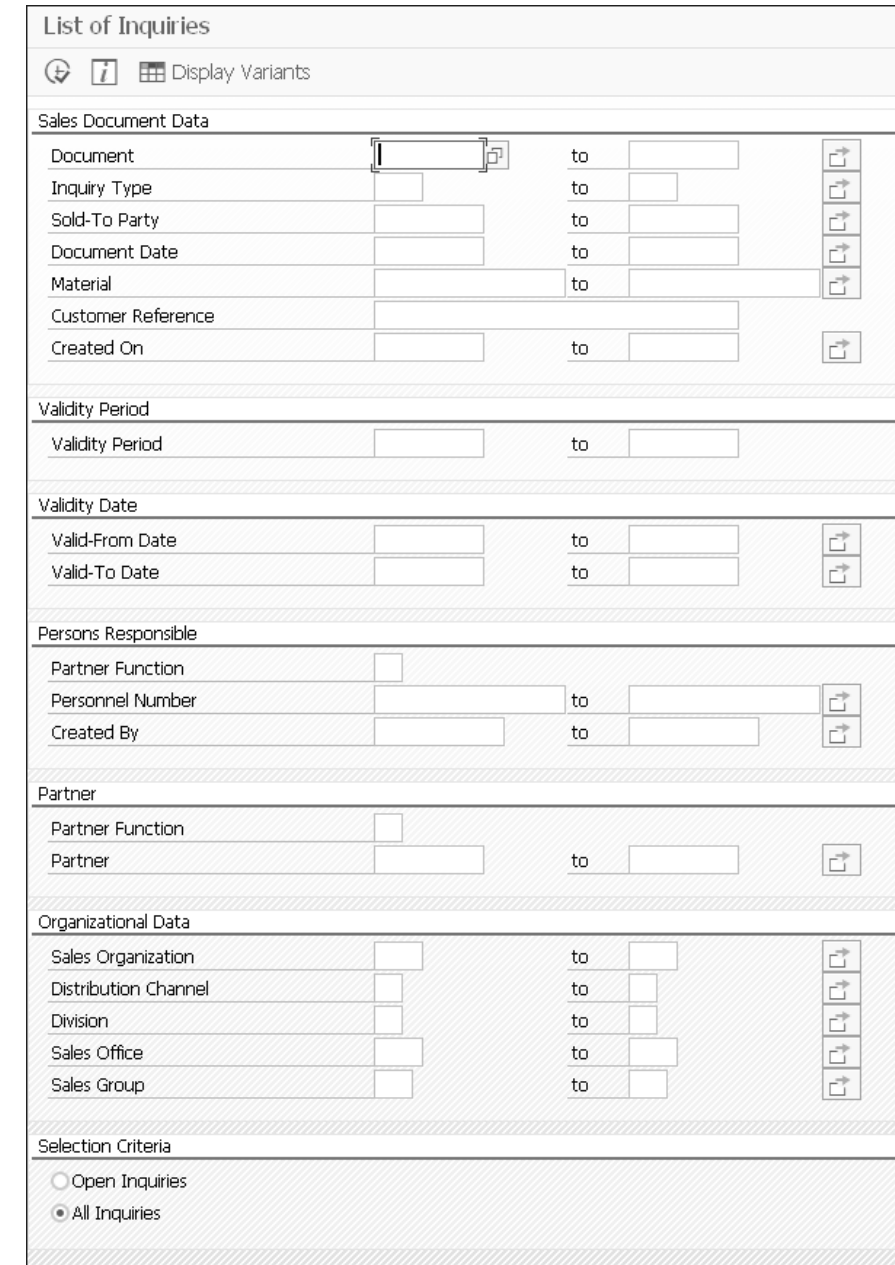 List of Inquiries
Display Variants
Sales Document Data
Document to
Inquiry Type to
Sold-To Party to
Document Date to
Material to
Customer Reference
Created On to
Validity Period
Validity Period to
Validity Date
Valid-From Date to
Valid-To Date to
Persons Responsible
Partner Function
Personnel Number to
Created By to
Partner
Partner Function
Partner to
Organizational Data
Sales Organization to
Distribution Channel to
Division to
Sales Office to
Sales Group to
Selection Criteria
Open Inquiries
All Inquiries